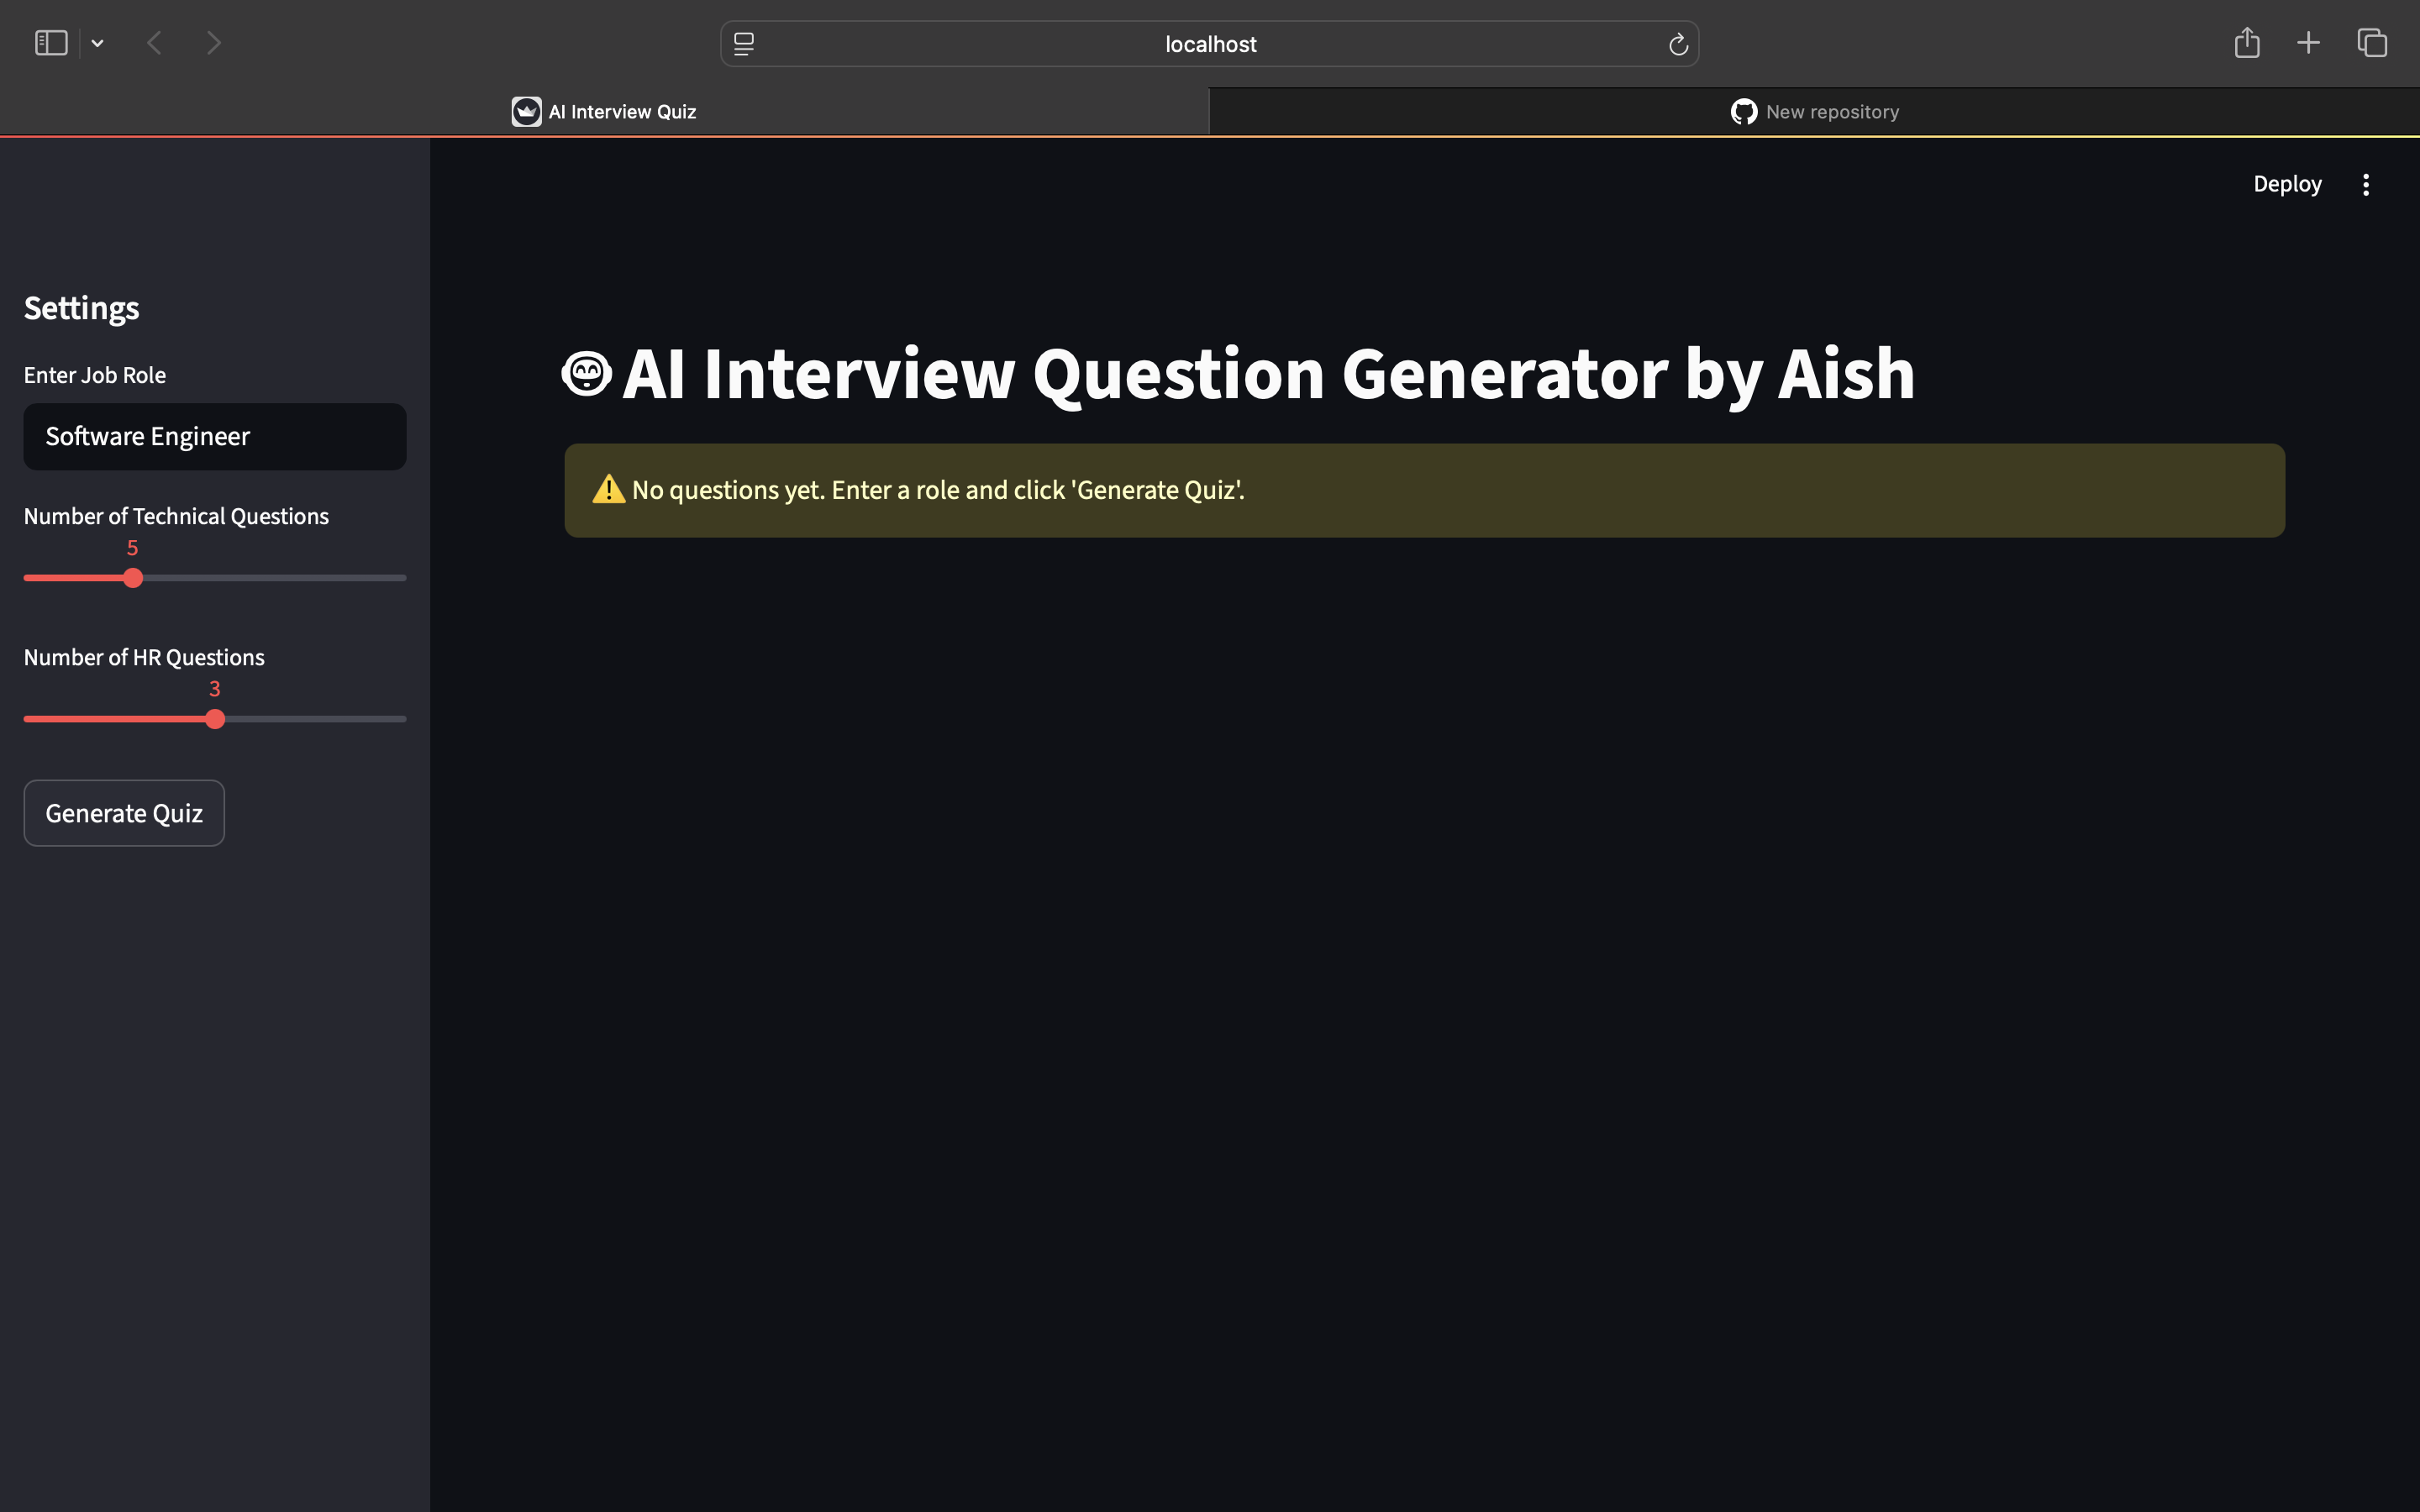 localhost
AI Interview Quiz
New repository
Deploy
Settings
Enter Job Role
Software Engineer
Number of Technical Questions
5
Number of HR Questions
3
Generate Quiz
AI Interview Question Generator by Aish
No questions yet. Enter a role and click 'Generate Quiz'.